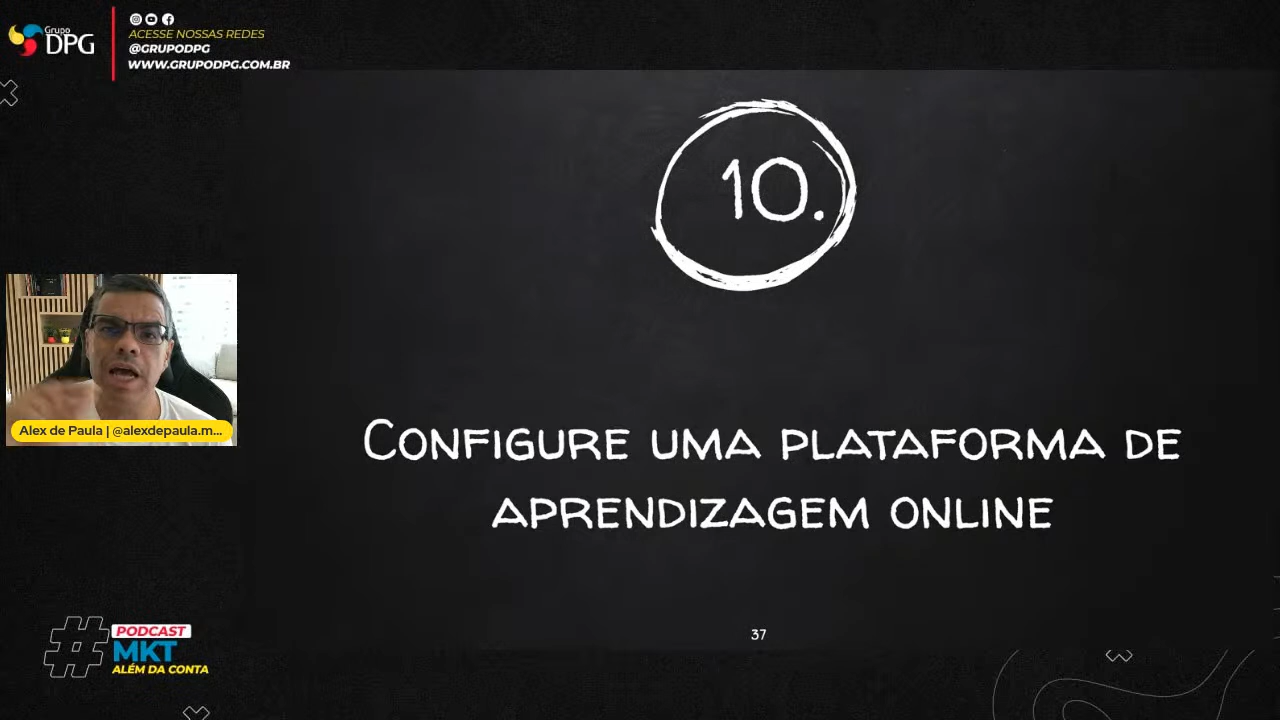 Grupo
DPG
ACESSE NOSSAS REDES
@GRUPODPG
WWW.GRUPODPG.COM.BR
10.
Configure uma plataforma de
aprendizagem online
Alex de Paula | @alexdepaula.m...
37
#
PODCAST
MKT
ALÉM DA CONTA